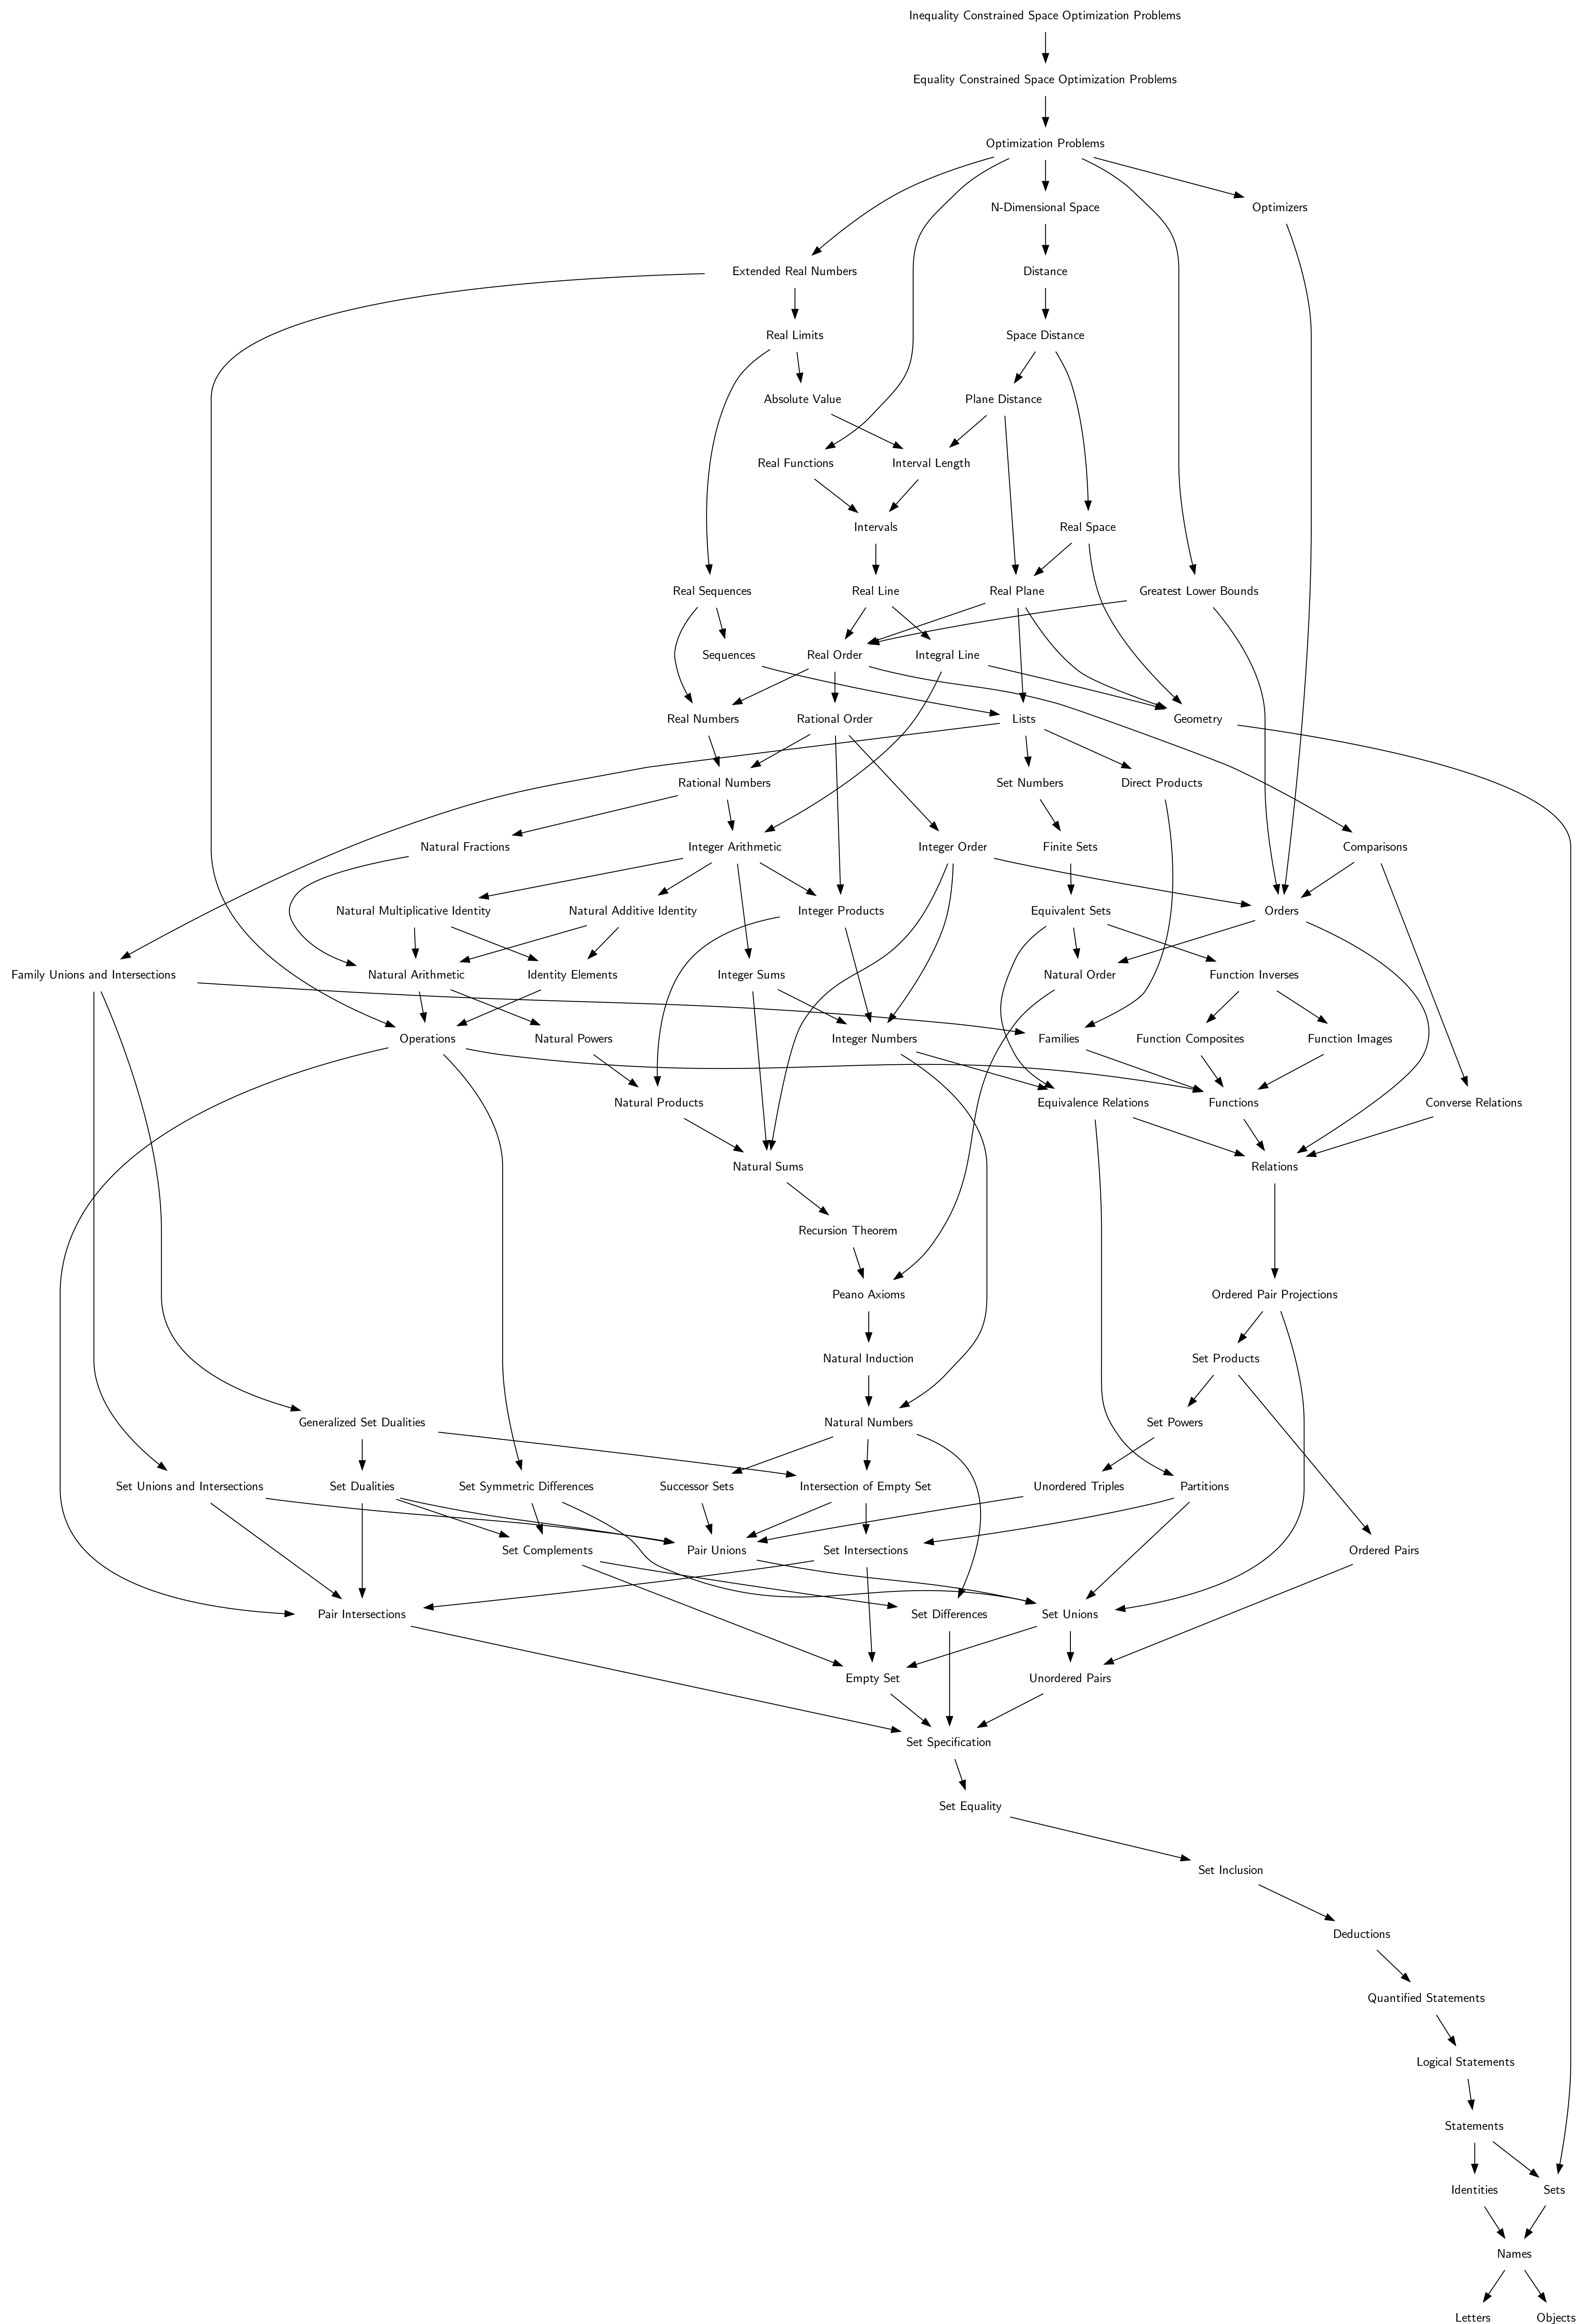 Inequality Constrained Space Optimization Problems
Equality Constrained Space Optimization Problems
Optimization Problems
N-Dimensional Space
Optimizers
Extended Real Numbers
Distance
Real Limits
Space Distance
Absolute Value
Plane Distance
Real Functions
Interval Length
Intervals
Real Space
Real Sequences
Real Line
Real Plane
Greatest Lower Bounds
Sequences
Real Order
Integral Line
Real Numbers
Rational Order
Lists
Geometry
Rational Numbers
Set Numbers
Direct Products
Natural Fractions
Integer Arithmetic
Integer Order
Finite Sets
Comparisons
Natural Multiplicative Identity
Natural Additive Identity
Integer Products
Equivalent Sets
Orders
Family Unions and Intersections
Natural Arithmetic
Identity Elements
Integer Sums
Natural Order
Function Inverses
Operations
Natural Powers
Integer Numbers
Families
Function Composites
Function Images
Natural Products
Equivalence Relations
Functions
Converse Relations
Natural Sums
Relations
Recursion Theorem
Peano Axioms
Ordered Pair Projections
Natural Induction
Set Products
Generalized Set Dualities
Natural Numbers
Set Powers
Set Unions and Intersections
Set Dualities
Set Symmetric Differences
Successor Sets
Intersection of Empty Set
Unordered Triples
Partitions
Set Complements
Pair Unions
Set Intersections
Ordered Pairs
Pair Intersections
Set Differences
Set Unions
Empty Set
Unordered Pairs
Set Specification
Set Equality
Set Inclusion
Deductions
Quantified Statements
Logical Statements
Statements
Identities
Sets
Names
Letters
Objects